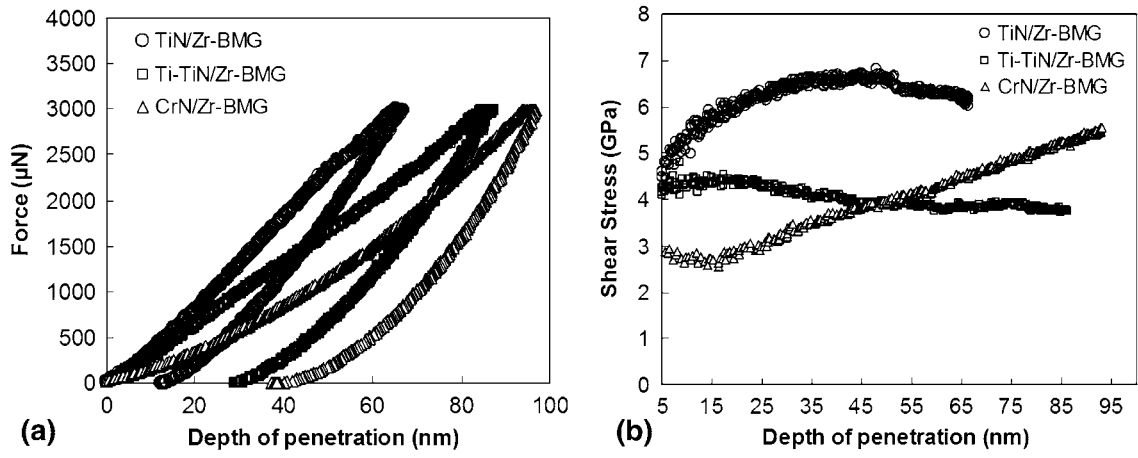 4000
3500
3000
2500
2000
1500
1000
500
0
Force (µN)
TiN/Zr-BMG
Ti-TiN/Zr-BMG
CrN/Zr-BMG
0 20 40 60 80 100
Depth of penetration (nm)
(a)
8
7
6
5
4
3
2
1
0
Shear Stress (GPa)
TiN/Zr-BMG
Ti-TiN/Zr-BMG
CrN/Zr-BMG
5 15 25 35 45 55 65 75 85 95
Depth of penetration (nm)
(b)